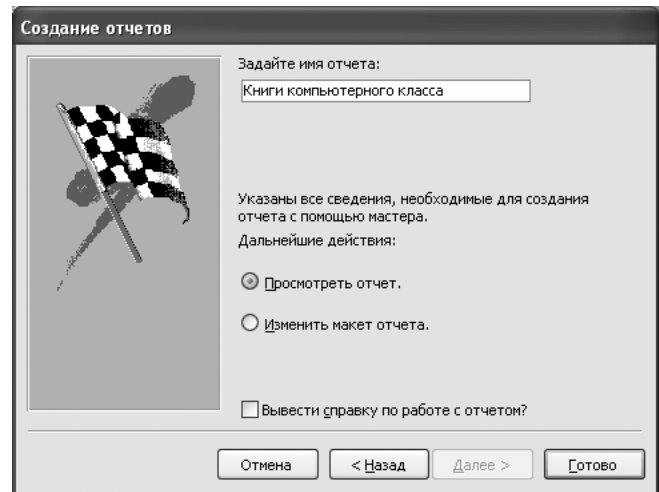 Создание отчетов
Задайте имя отчета:
Книги компьютерного класса
Указаны все сведения, необходимые для создания
отчета с помощью мастера.
Дальнейшие действия:
Просмотреть отчет.
Изменить макет отчета.
Вывести справку по работе с отчетом?
Отмена
< Назад
Далее >
Готово